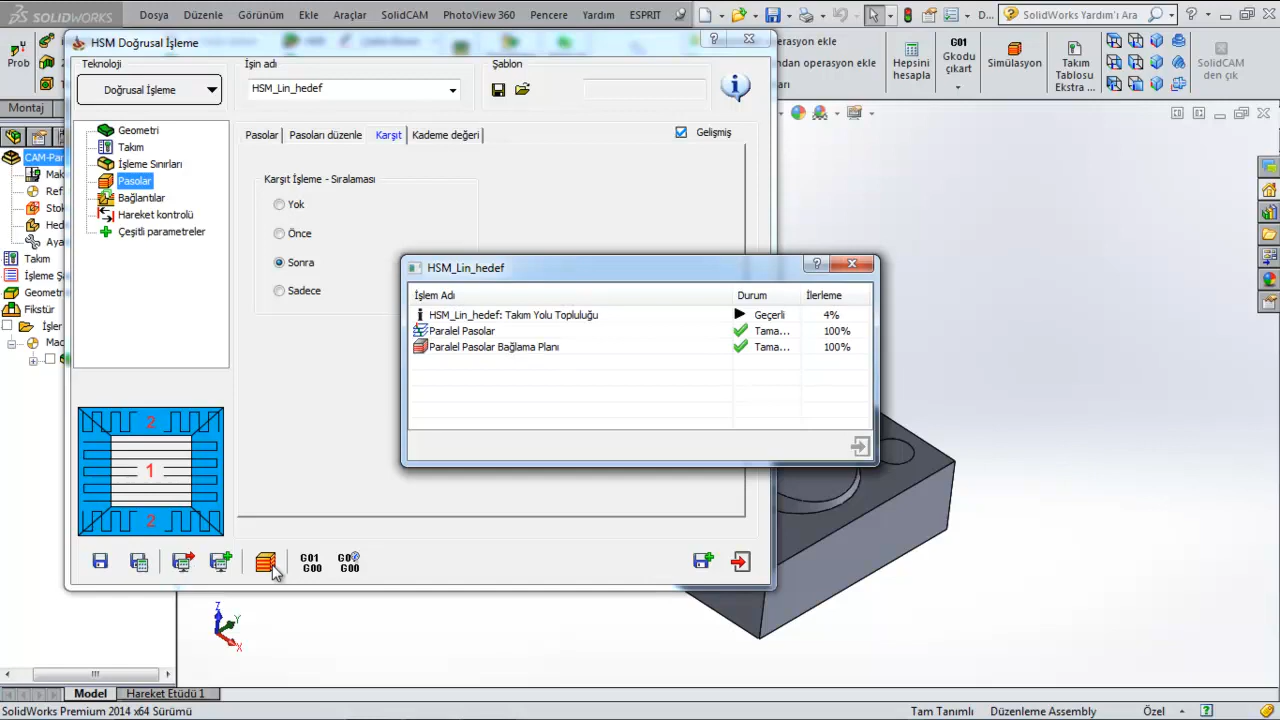 SOLIDWORKS
Dosya Düzenle Görünüm Ekle Araçlar SolidCAM PhotoView 360 Pencere Yardım ESPRIT
D...
SolidWorks Yardım'ı Ara
Prob
HSM Doğrusal İşleme
Teknoloji
Doğrusal İşleme
İşin adı
HSM_Lin_hedef
Şablon
perasyon ekle
ndan operasyon ekle
arı
Hepsini
hesapla
G01
Gkodu
çıkart
Simülasyon
Takım
Tablosu
Ekstra ...
SolidCAM
den çık
Montaj
CAM-Par
Mak
Ref
Stok
Hed
Aya
Takım
İşleme S
Geometr
Fikstür
İşler
Mac
Geometri
Takım
İşleme Sınırları
Pasolar
Bağlantılar
Hareket kontrolü
Çeşitli parametreler
Pasolar
Pasoları düzenle
Karşıt
Kademe değeri
Gelişmiş
Karşıt İşleme - Sıralaması
Yok
Önce
Sonra
Sadece
HSM_Lin_hedef
İşlem Adı Durum İlerleme
HSM_Lin_hedef: Takım Yolu Topluluğu Geçerli 4%
Paralel Pasolar Tama... 100%
Paralel Pasolar Bağlama Planı Tama... 100%
2
1
2
G01
G00
G0
G00
Z
Y
X
Model
Hareket Etüdü 1
SolidWorks Premium 2014 x64 Sürümü
Tam Tanımlı
Düzenleme Assembly
Özel